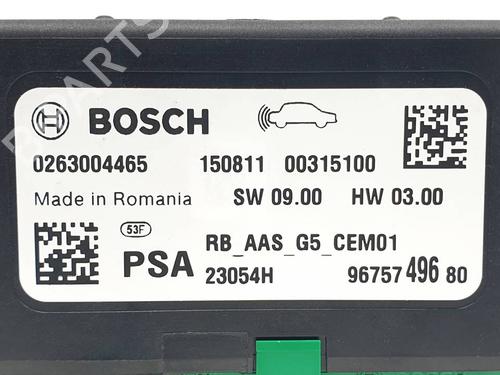 BOSCH
0263004465 150811 00315100
Made in Romania SW 09.00 HW 03.00
53F RB_AAS_G5_CEM01
PSA 23054H 96757 496 80